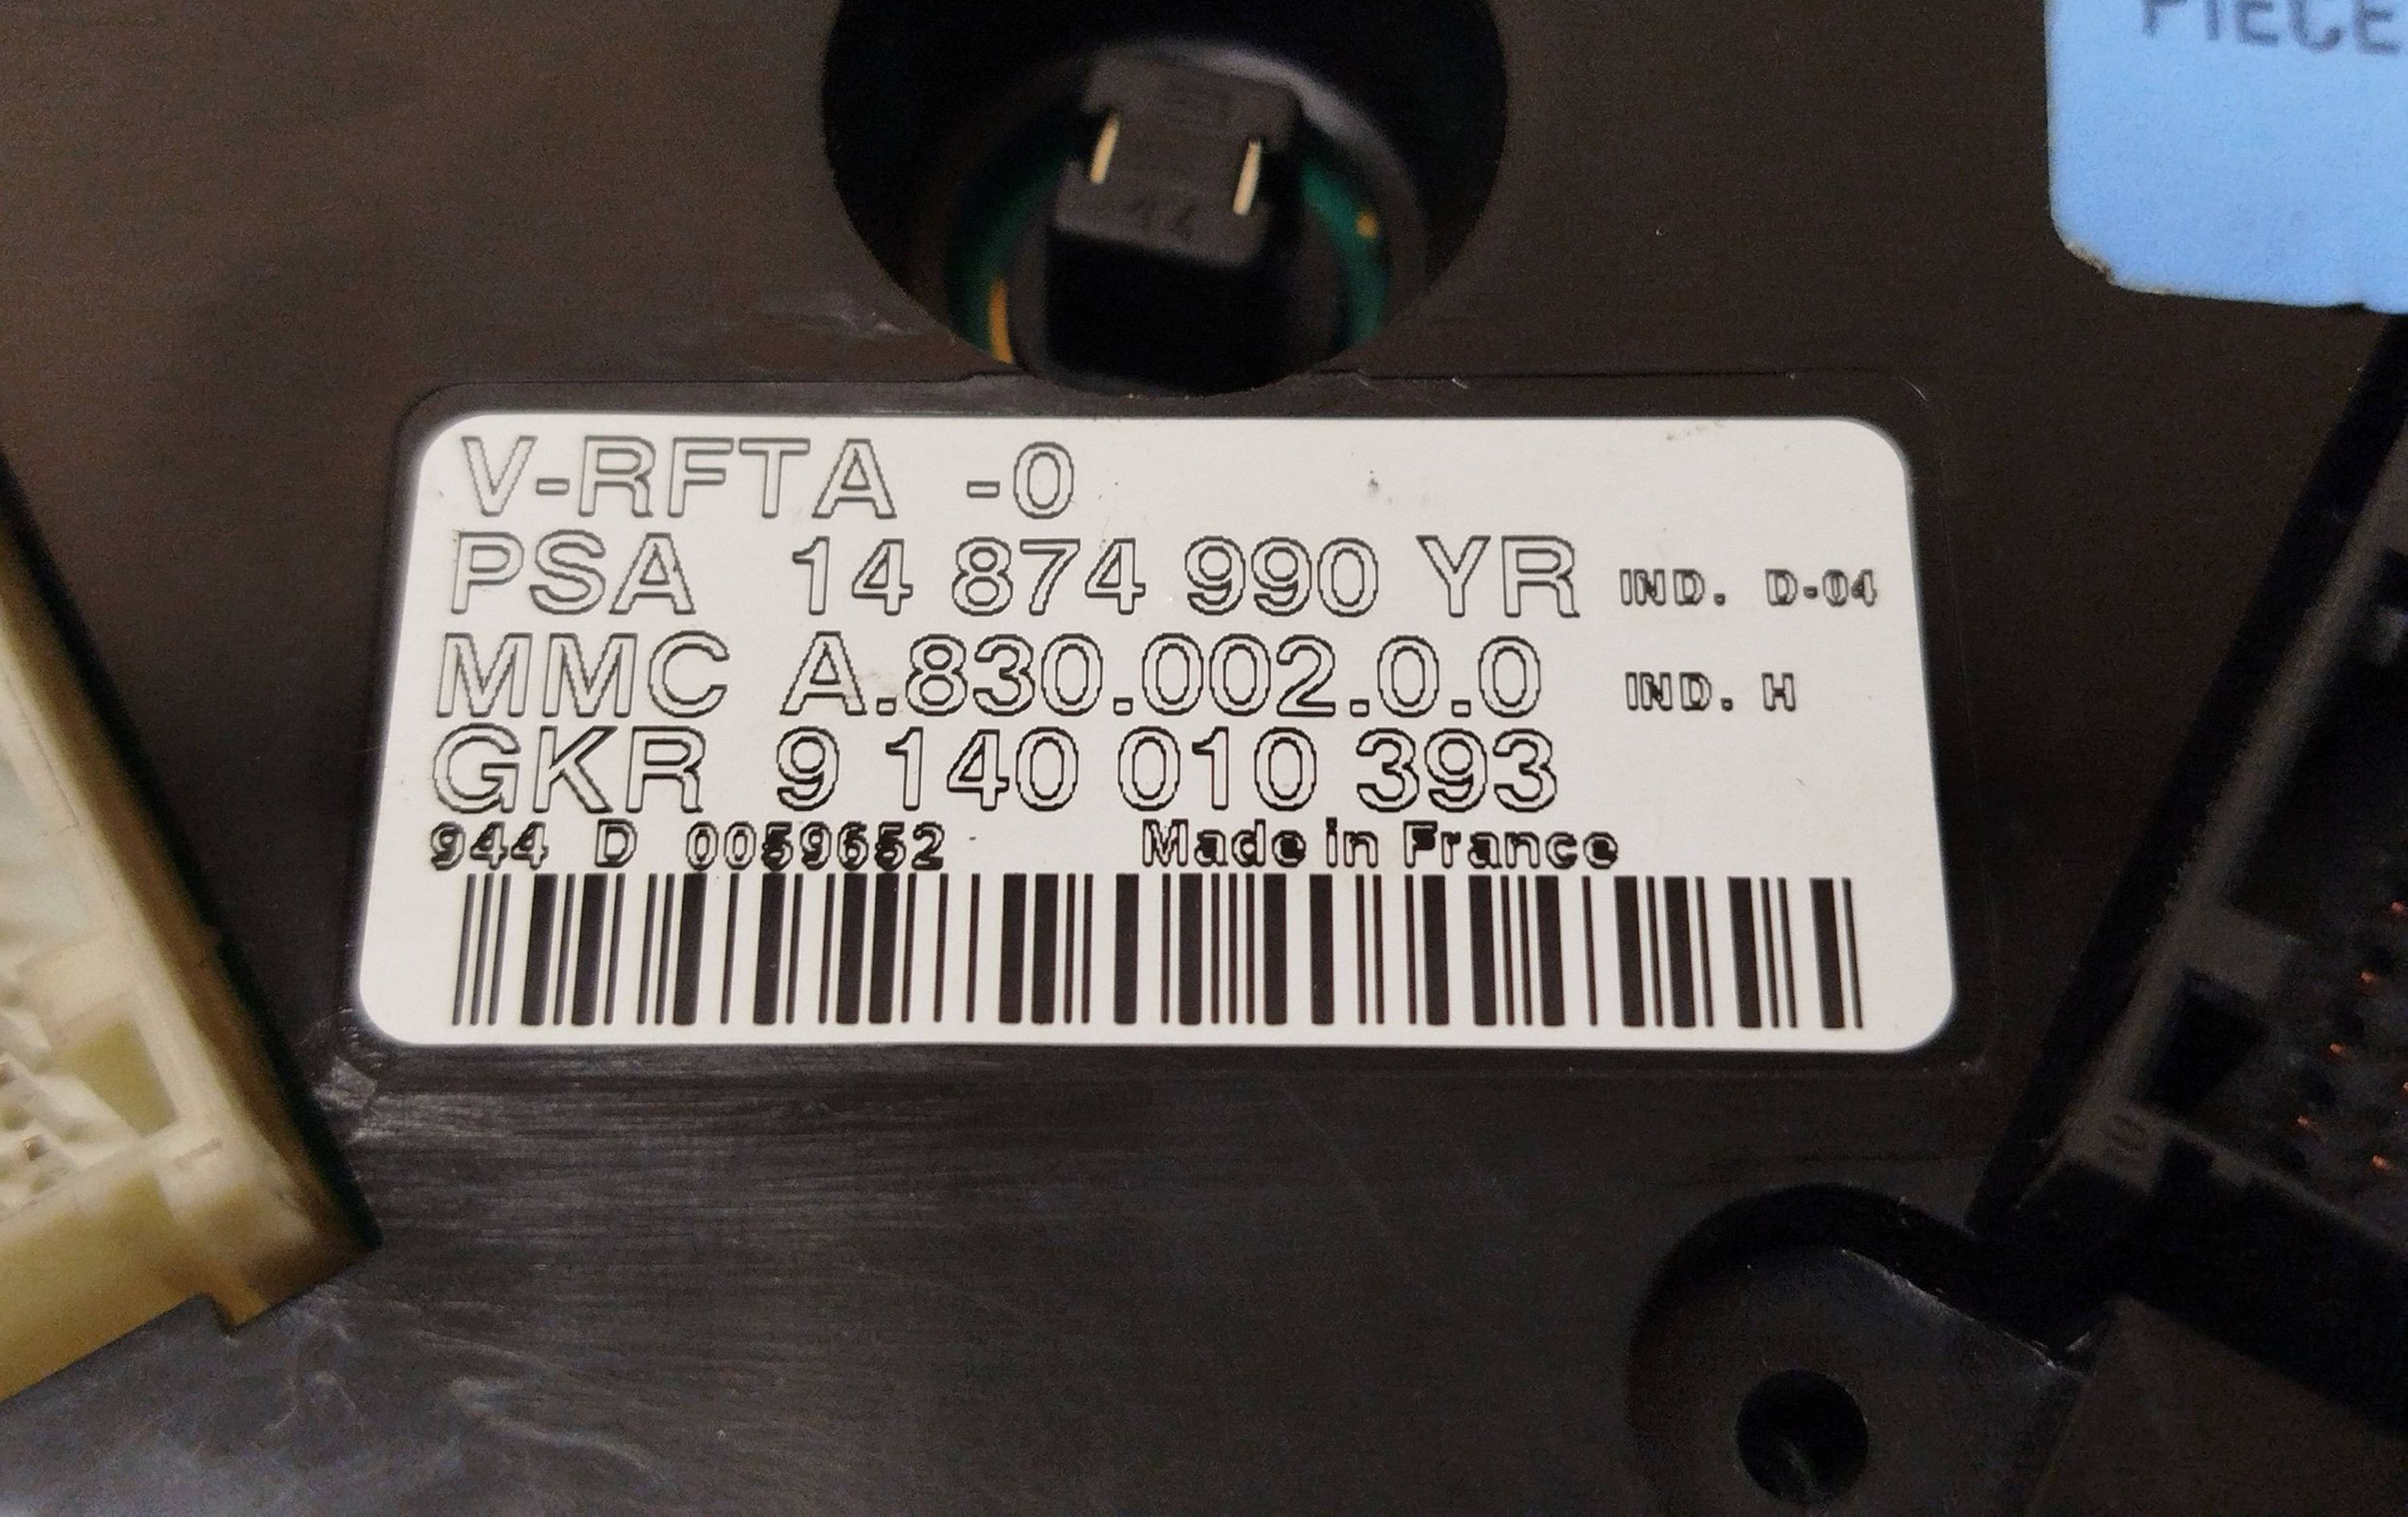 PIECE
V-RFTA -0
PSA 14 874 990 YR IND. D-04
MMC A.830.002.0.0 IND. H
GKR 9 140 010 393
944 D 0059652 Made in France